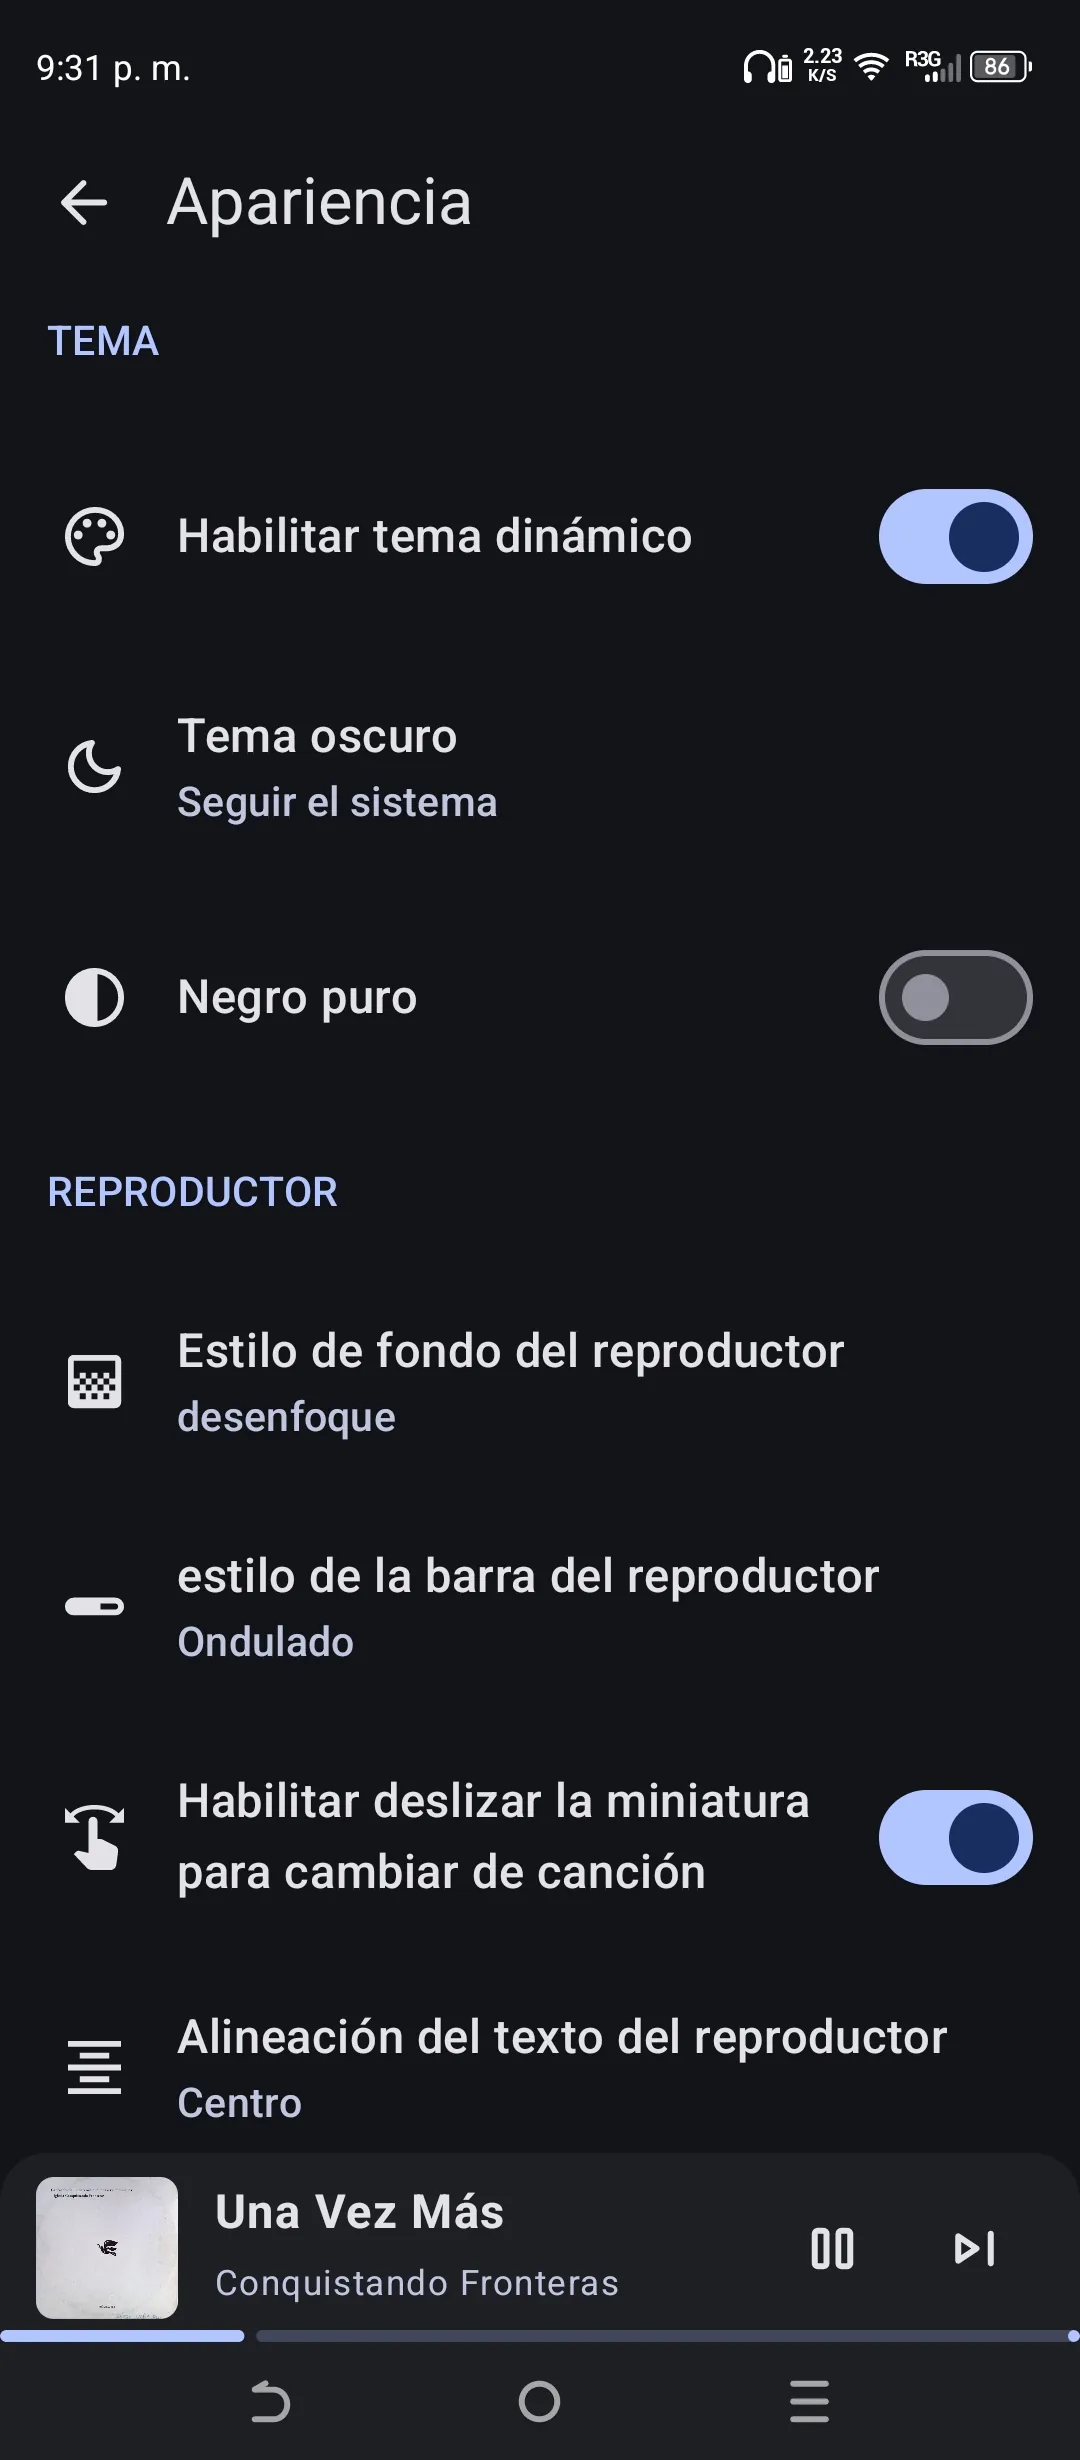 9:31 p. m.
2.23
K/S
R3G
86
Apariencia
TEMA
Habilitar tema dinámico
Tema oscuro
Seguir el sistema
Negro puro
REPRODUCTOR
Estilo de fondo del reproductor
desenfoque
estilo de la barra del reproductor
Ondulado
Habilitar deslizar la miniatura
para cambiar de canción
Alineación del texto del reproductor
Centro
Una Vez Más
Conquistando Fronteras